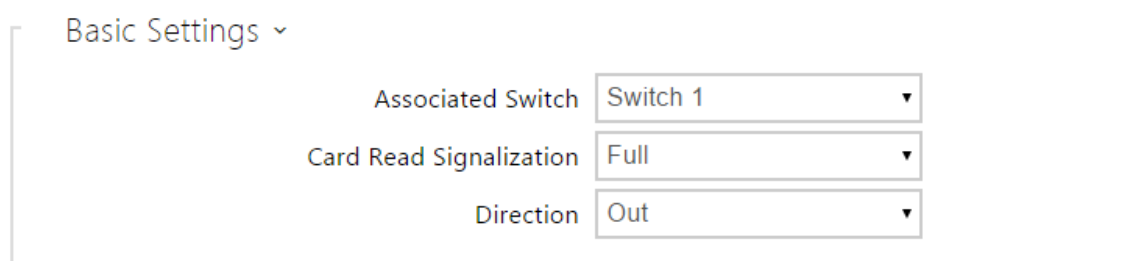 Basic Settings
Associated Switch Switch 1
Card Read Signalization Full
Direction Out